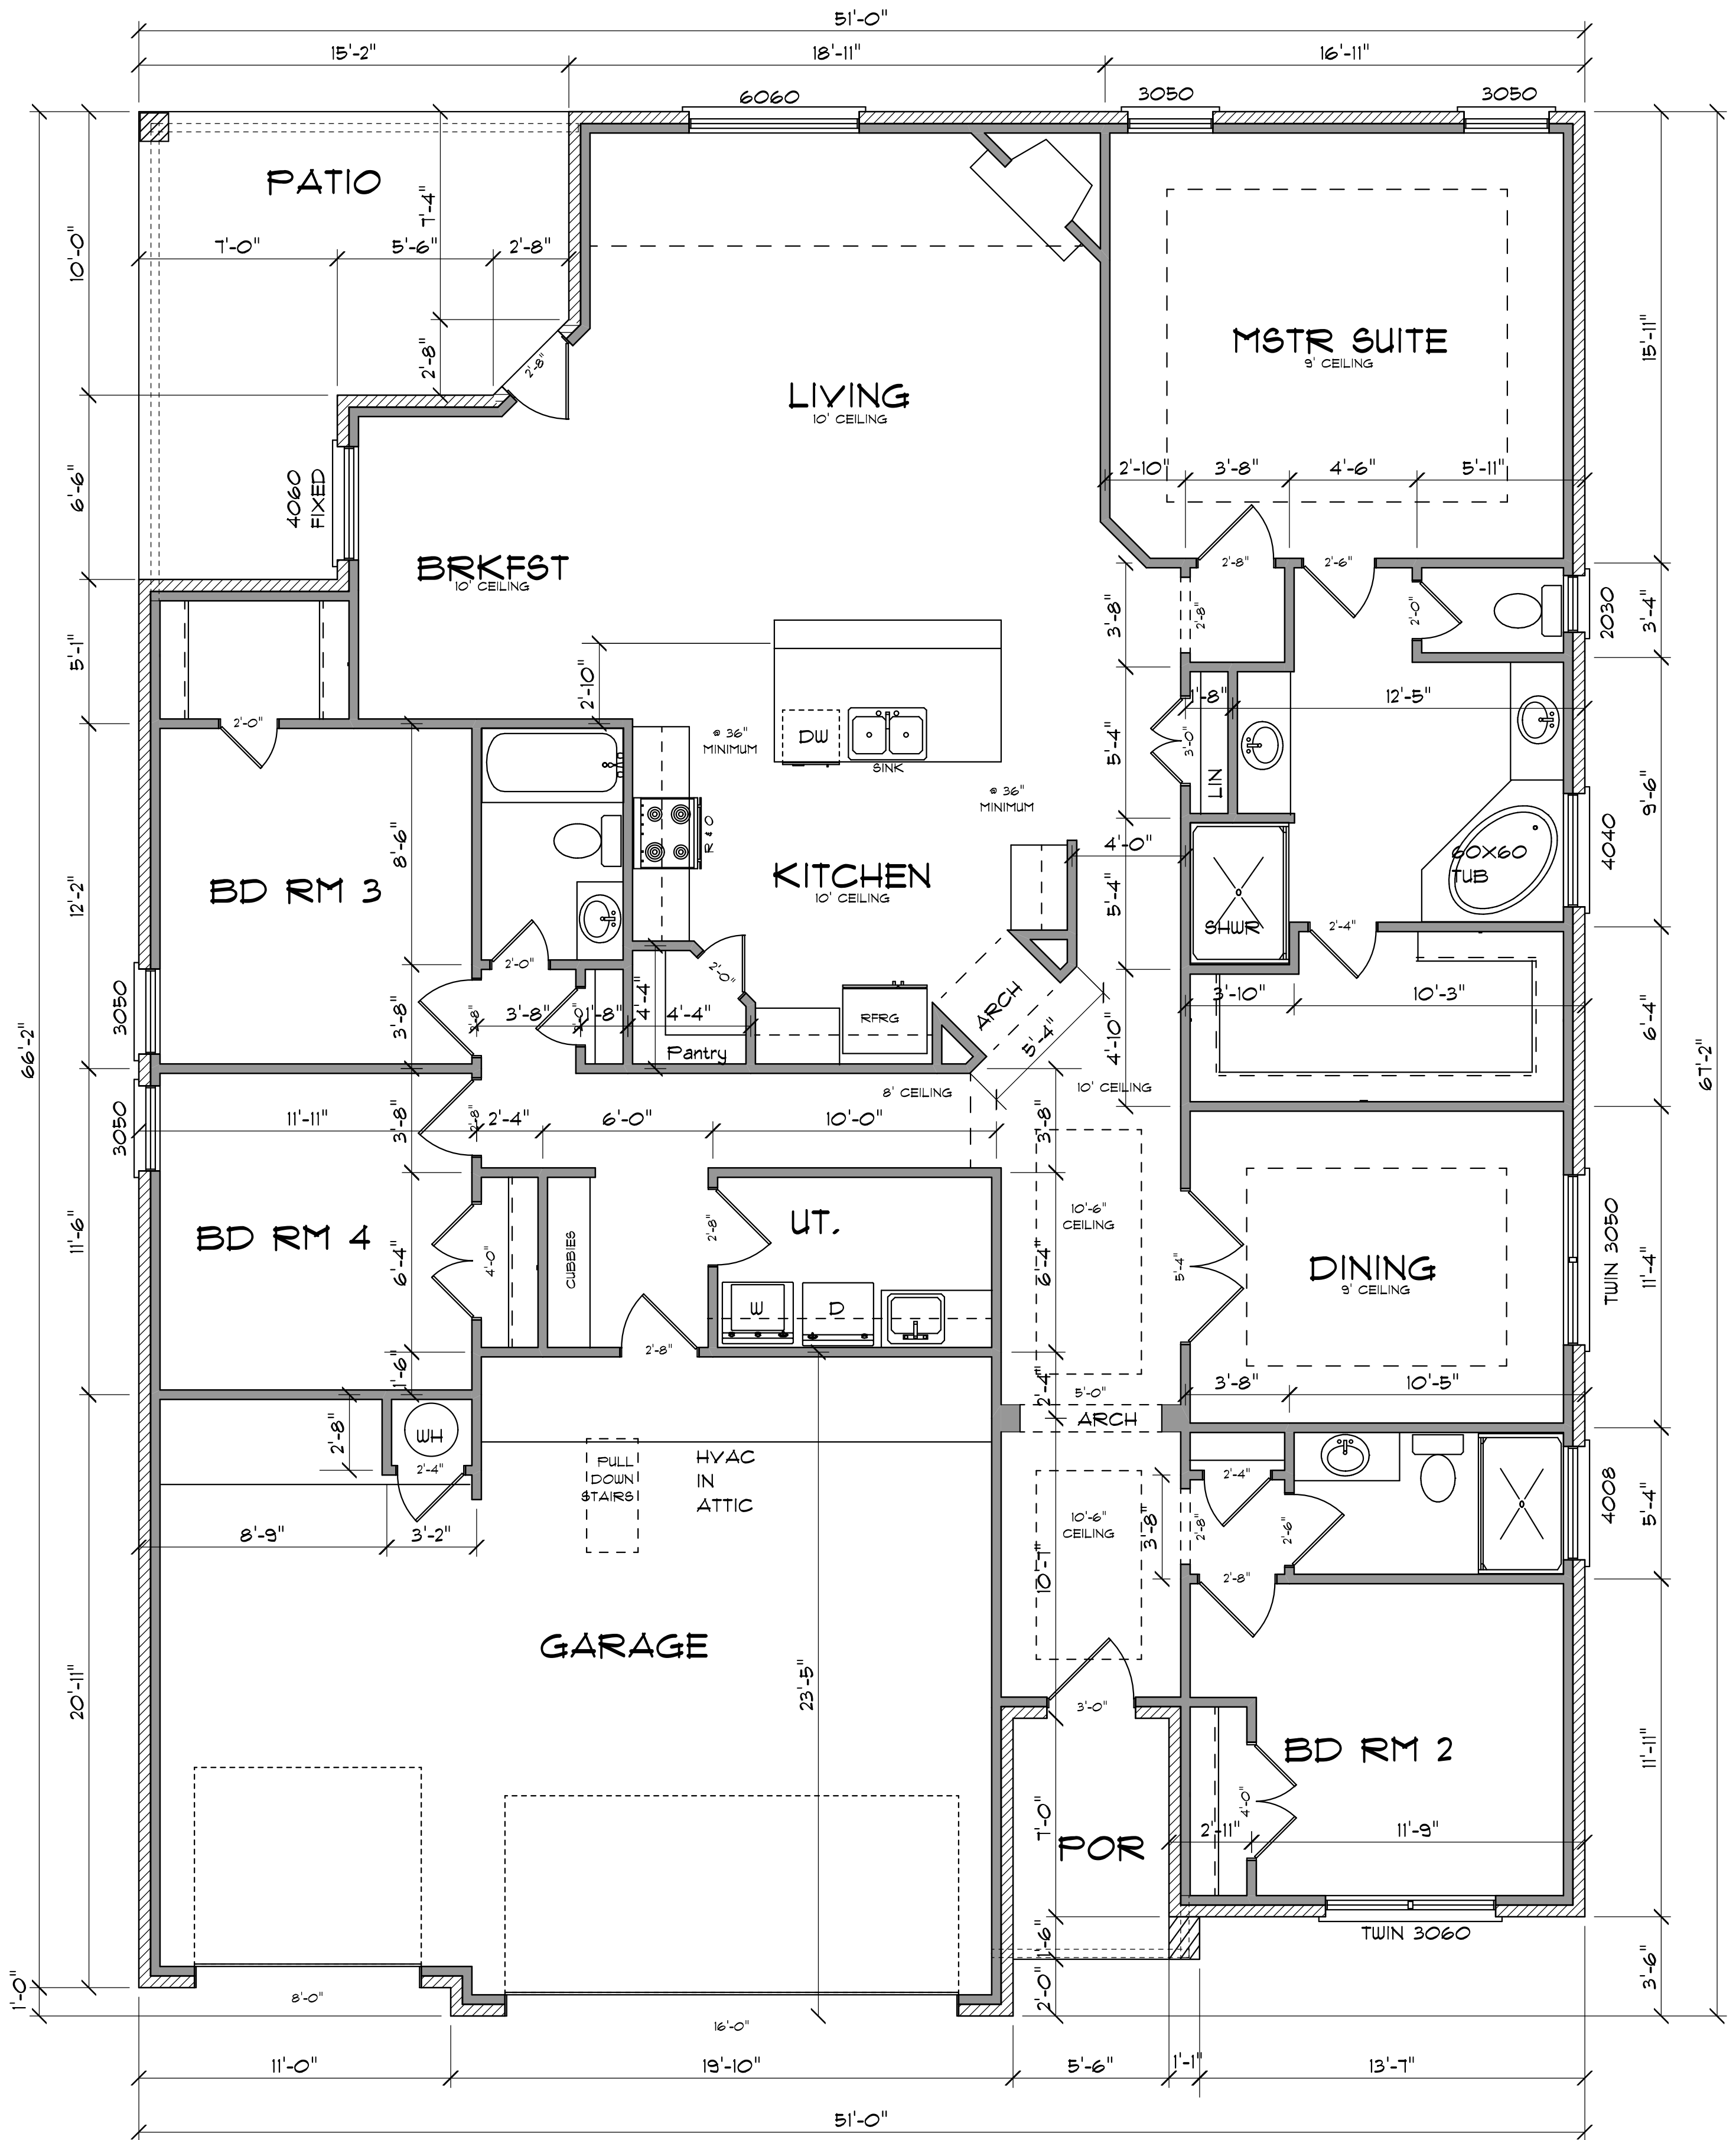 51'-0"
15'-2"
18'-11"
16'-11"
6060
3050
3050
PATIO
7'-4"
7'-0"
5'-6"
2'-8"
10'-0"
2'-8"
2'-8"
MSTR SUITE
9' CEILING
15'-11"
LIVING
10' CEILING
4060
FIXED
6'-6"
2'-10"
3'-8"
4'-6"
5'-11"
BRKFST
10' CEILING
2'-8"
2'-6"
3'-8"
2'-8"
2'-0"
2030
3'-4"
5'-1"
2'-10"
1'-8"
12'-5"
2'-0"
@ 36"
MINIMUM
DW
SINK
5'-4"
3'-0"
LIN
@ 36"
MINIMUM
9'-6"
4040
R & O
8'-6"
4'-0"
60X60
TUB
BD RM 3
KITCHEN
10' CEILING
12'-2"
5'-4"
SHWR
2'-4"
2'-0"
2'-0"
3050
3'-8"
2'-8"
3'-8"
2'-0"
1'-8"
4'-4"
4'-4"
Pantry
RFRG
ARCH
5'-4"
4'-10"
3'-10"
10'-3"
6'-4"
66'-2"
67'-2"
8' CEILING
10' CEILING
3050
11'-11"
3'-8"
2'-8"
2'-4"
6'-0"
10'-0"
3'-8"
BD RM 4
11'-6"
6'-4"
4'-0"
CUBBIES
2'-8"
UT.
W
D
10'-6"
CEILING
6'-4"
5'-4"
DINING
9' CEILING
TWIN 3050
11'-4"
2'-8"
1'-6"
2'-4"
5'-0"
ARCH
3'-8"
10'-5"
2'-8"
WH
2'-4"
PULL
DOWN
STAIRS
HVAC
IN
ATTIC
2'-4"
10'-6"
CEILING
3'-8"
2'-8"
2'-6"
4008
5'-4"
8'-9"
3'-2"
10'-7"
2'-8"
GARAGE
20'-11"
23'-5"
3'-0"
BD RM 2
11'-11"
4'-0"
7'-0"
POR
2'-11"
11'-9"
TWIN 3060
1'-6"
1'-0"
8'-0"
2'-0"
3'-6"
16'-0"
11'-0"
19'-10"
5'-6"
1'-1"
13'-7"
51'-0"